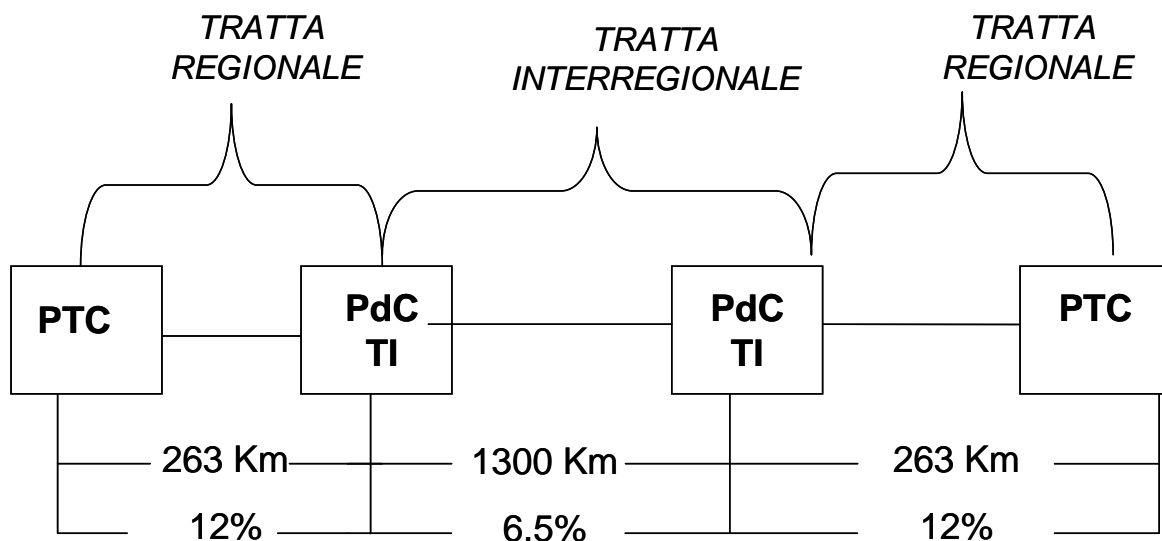 TRATTA
REGIONALE
TRATTA
INTERREGIONALE
TRATTA
REGIONALE
PTC
PdC
TI
PdC
TI
PTC
263 Km
1300 Km
263 Km
12%
6,5%
12%